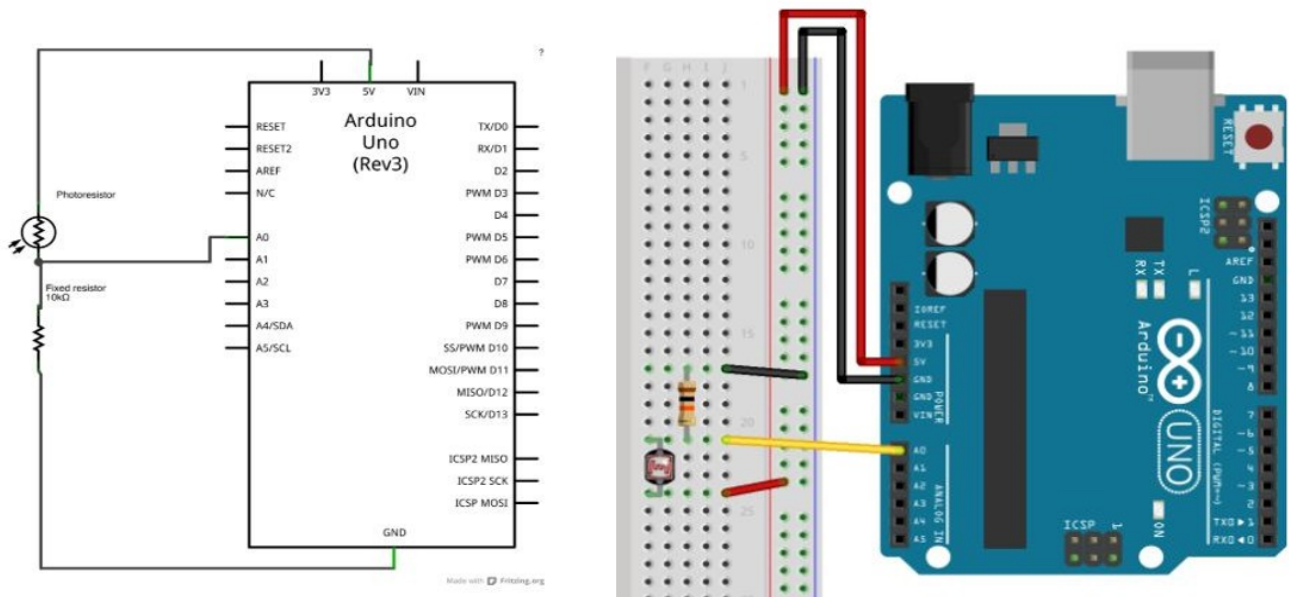 ?
3V3
5V
VIN
Arduino
Uno
(Rev3)
RESET
RESET2
AREF
N/C
A0
A1
A2
A3
A4/SDA
A5/SCL
TX/D0
RX/D1
D2
PWM D3
D4
PWM D5
PWM D6
D7
D8
PWM D9
SS/PWM D10
MOSI/PWM D11
MISO/D12
SCK/D13
ICSP2 MISO
ICSP2 SCK
ICSP MOSI
GND
Photoresistor
Fixed resistor
10kΩ
Made with Fritzing.org
F G H I J
1
5
10
15
20
25
RESET
ICSP2
IOREF
RESET
3V3
5V
GND
GND
VIN
POWER
A0
A1
A2
A3
A4
A5
ANALOG IN
AREF
GND
13
12
~11
~10
~9
8
7
~6
~5
4
~3
2
TX0▶1
RX0◀0
DIGITAL (PWM=~)
RX
TX
L
Arduino™
UNO
ON
ICSP
1